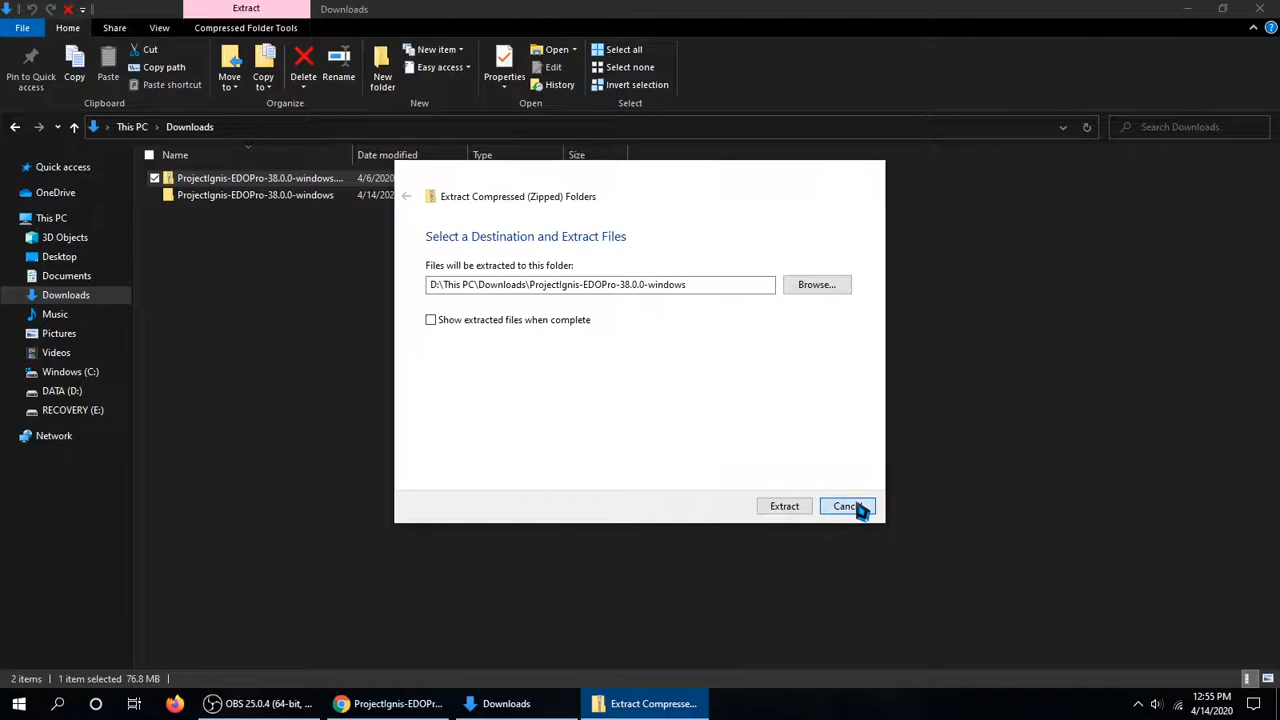 Extract
Downloads
File
Home
Share
View
Compressed Folder Tools
Pin to Quick access
Copy
Paste
Cut
Copy path
Paste shortcut
Move to
Copy to
Delete
Rename
New folder
New item
Easy access
Properties
Open
Edit
History
Select all
Select none
Invert selection
Clipboard
Organize
New
Open
Select
This PC > Downloads
Search Downloads
Name
Date modified
Type
Size
ProjectIgnis-EDOPro-38.0.0-windows....
4/6/2020
ProjectIgnis-EDOPro-38.0.0-windows
Quick access
OneDrive
This PC
3D Objects
Desktop
Documents
Downloads
Music
Pictures
Videos
Windows (C:)
DATA (D:)
RECOVERY (E:)
Network
Extract Compressed (Zipped) Folders
Select a Destination and Extract Files
Files will be extracted to this folder:
D:\This PC\Downloads\ProjectIgnis-EDOPro-38.0.0-windows
Browse...
Show extracted files when complete
Extract
Cancel
2 items
1 item selected 76.8 MB
OBS 25.0.4 (64-bit, ...
ProjectIgnis-EDOPr...
Downloads
Extract Compresse...
12:55 PM
4/14/2020